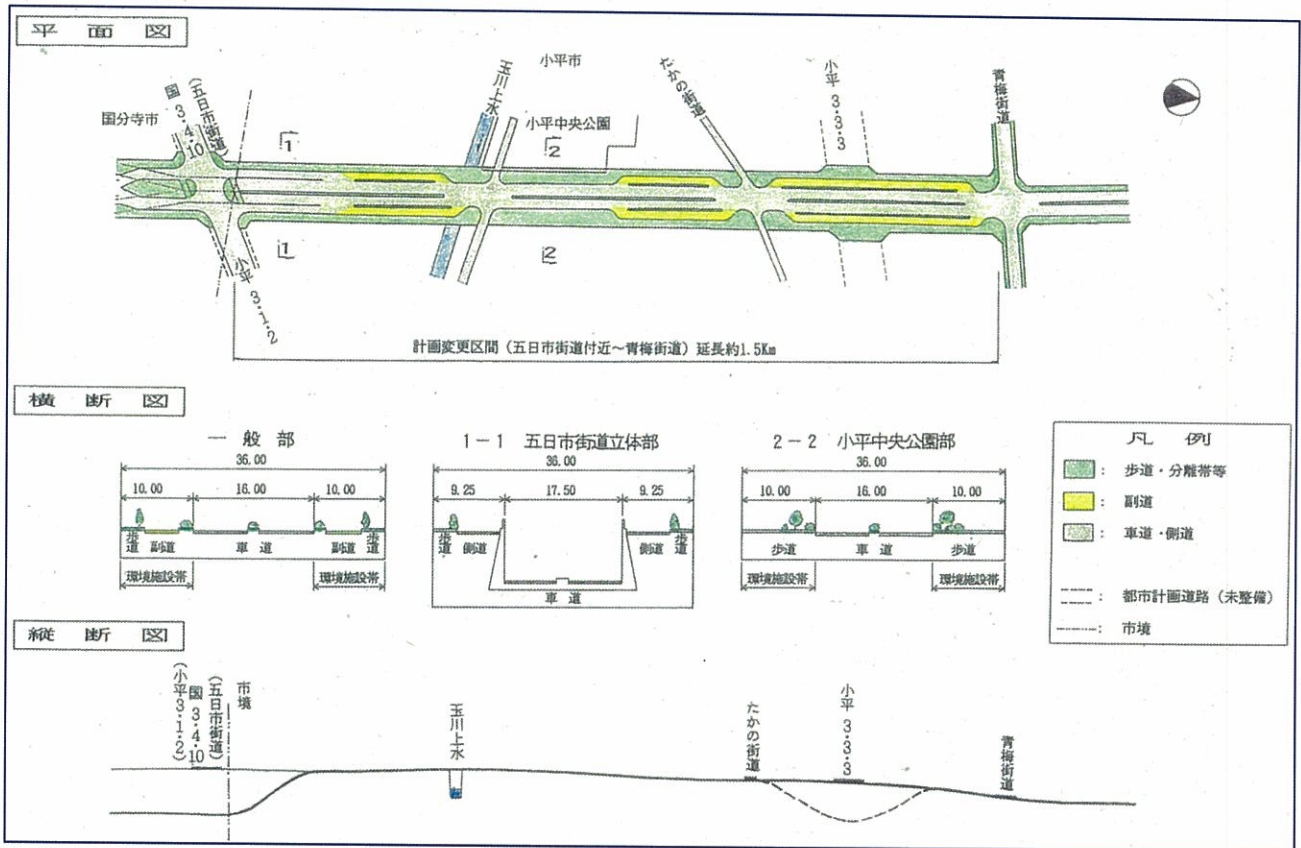 平面図
国分寺市
国3・4・10
(五日市街道)
玉川上水
小平市
小平中央公園
たかの街道
小平3・3・3
青梅街道
1
2
1
2
小平3・1・2
計画変更区間(五日市街道付近~青梅街道)延長約1.5Km
横断図
一般部
36.00
10.00 16.00 10.00
歩道 副道 車道 副道 歩道
環境施設帯 環境施設帯
1-1 五日市街道立体部
36.00
9.25 17.50 9.25
歩道 側道 側道 歩道
車道
2-2 小平中央公園部
36.00
10.00 16.00 10.00
歩道 車道 歩道
環境施設帯 環境施設帯
凡例
: 歩道・分離帯等
: 副道
: 車道・側道
: 都市計画道路(未整備)
: 市境
縦断図
(小平3・1・2)
国3・4・10
(五日市街道)
市境
玉川上水
たかの街道
小平3・3・3
青梅街道